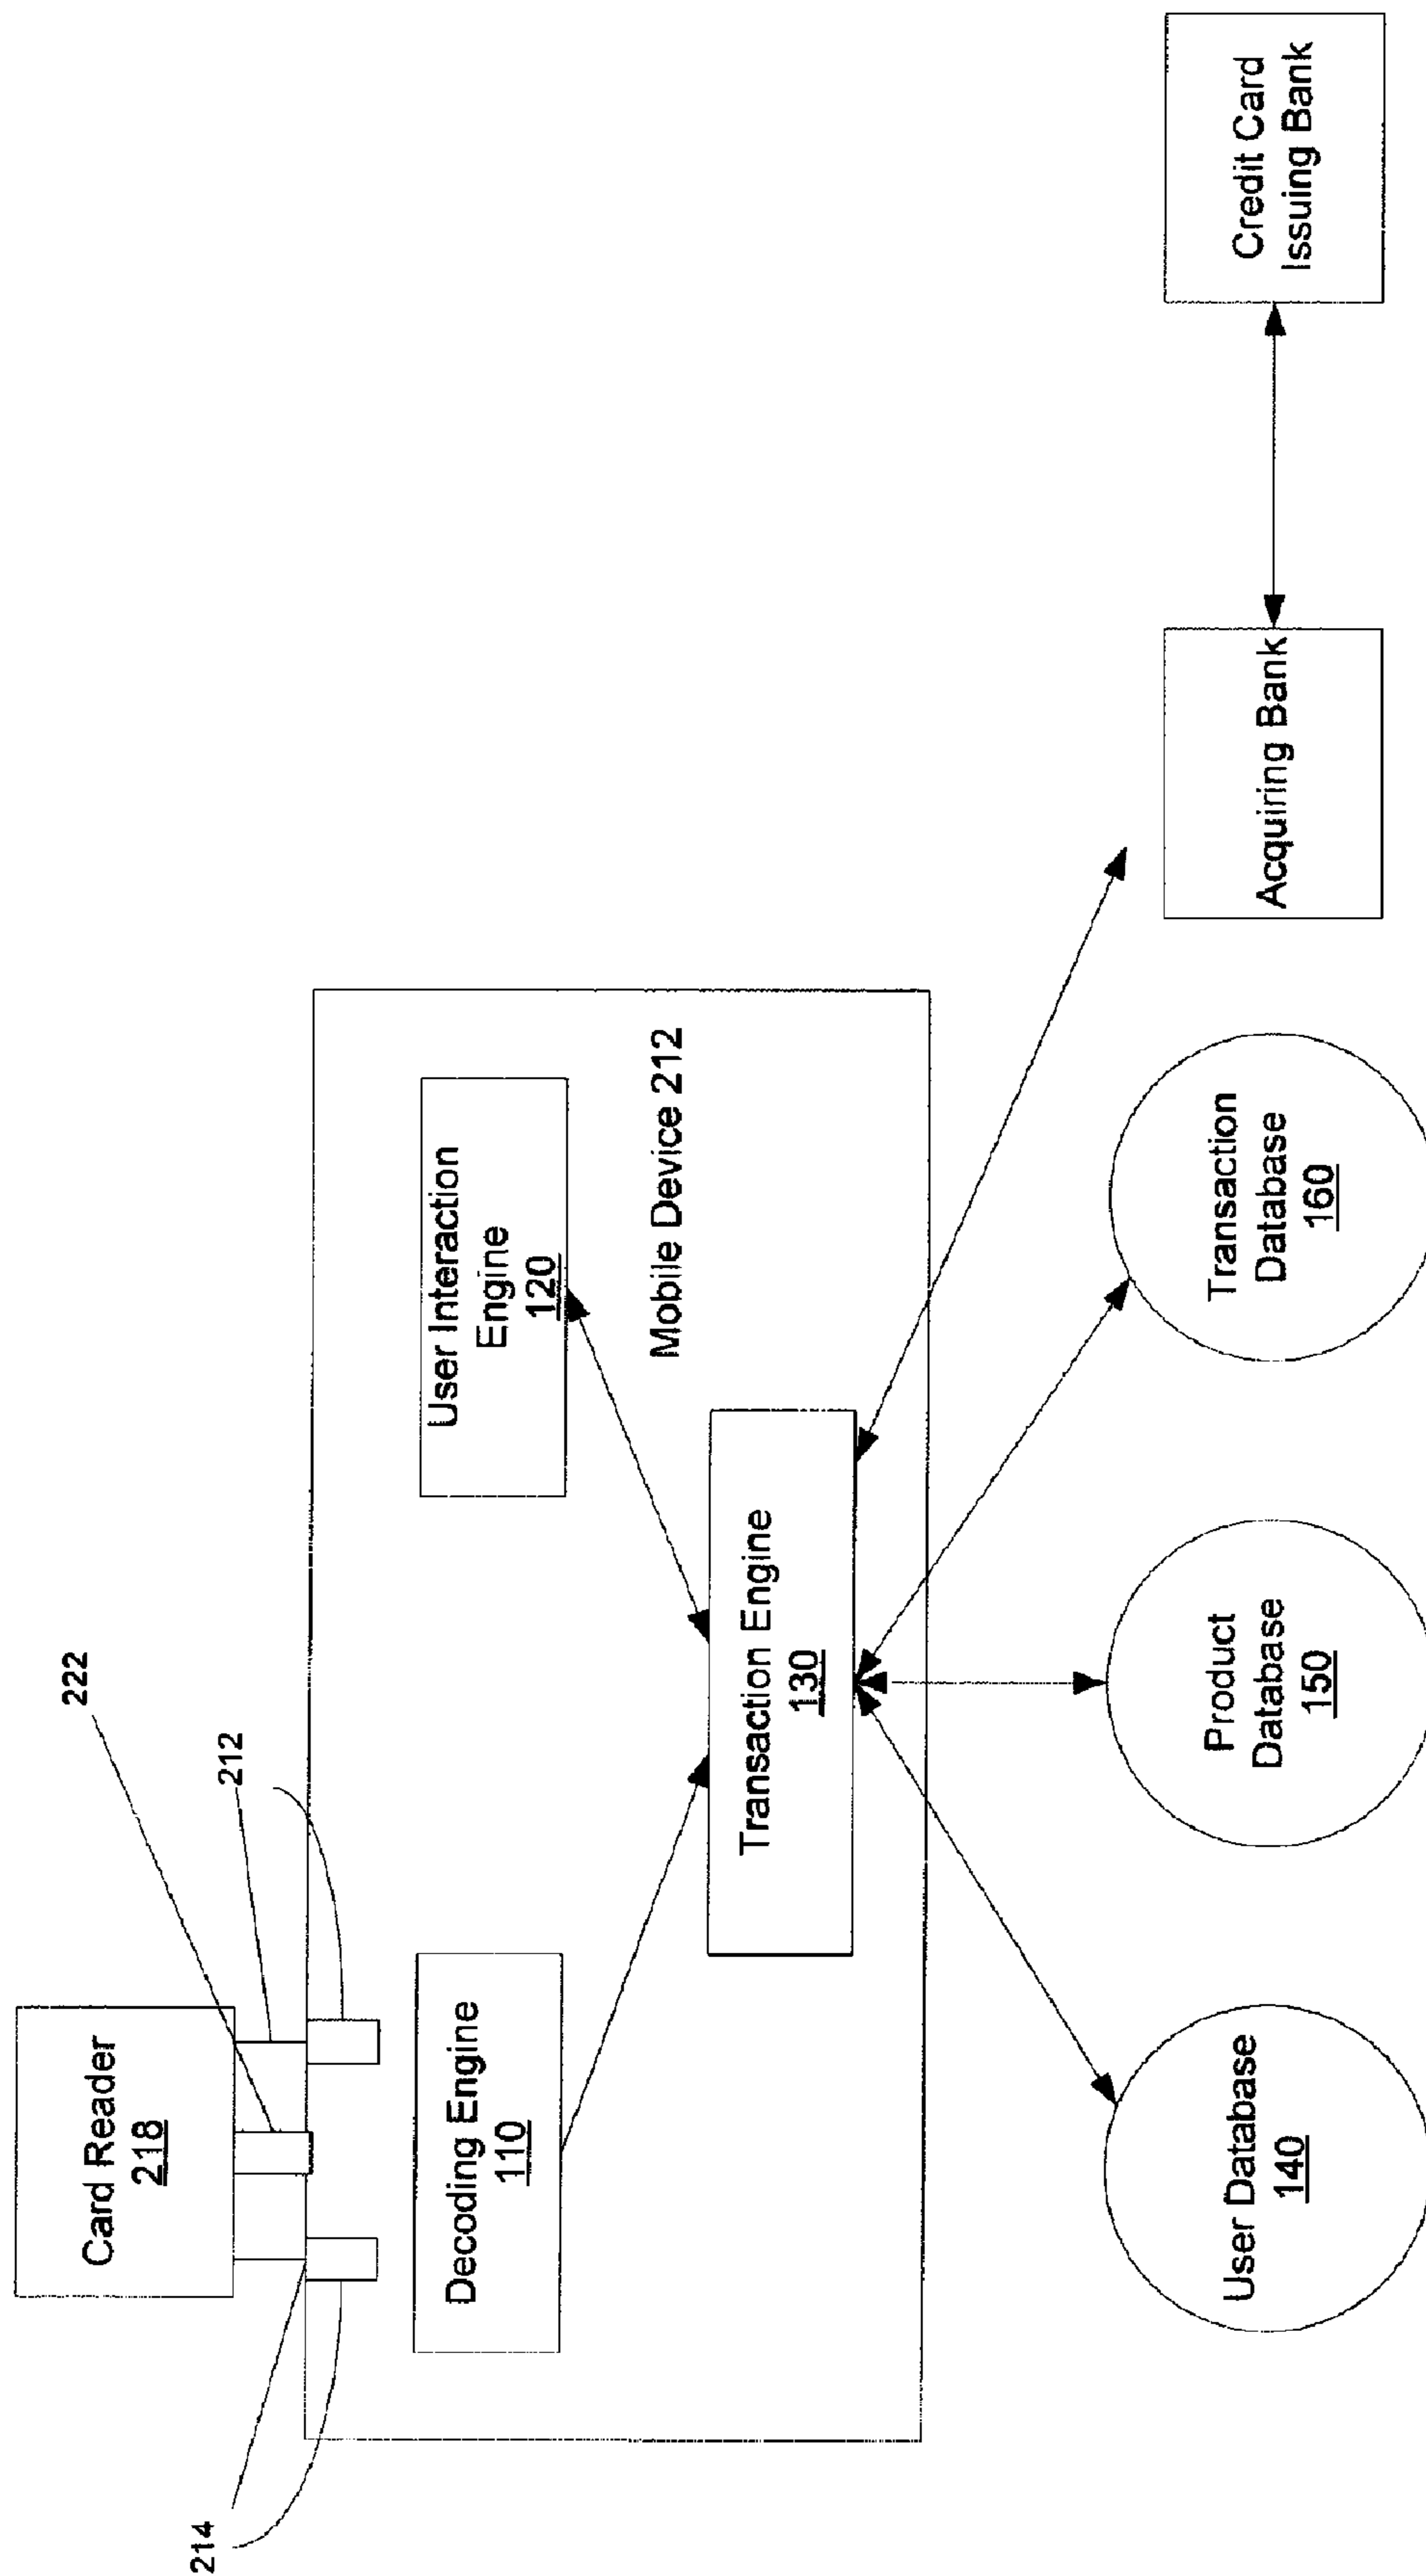 Card Reader
218
222
212
214
Decoding Engine
110
User Interaction
Engine
120
Mobile Device 212
Transaction Engine
130
User Database
140
Product
Database
150
Transaction
Database
160
Acquiring Bank
Credit Card
Issuing Bank